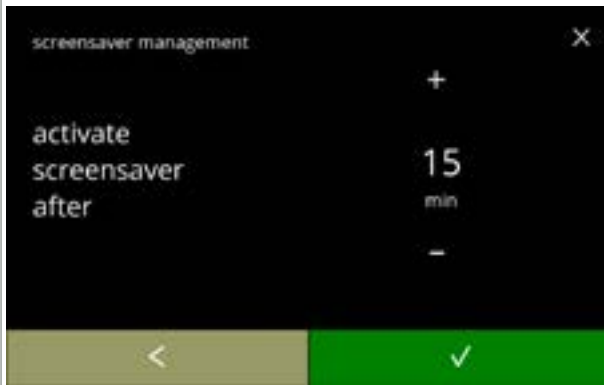 screensaver management
×
+
activate
screensaver
after
15
min
-
<
✓